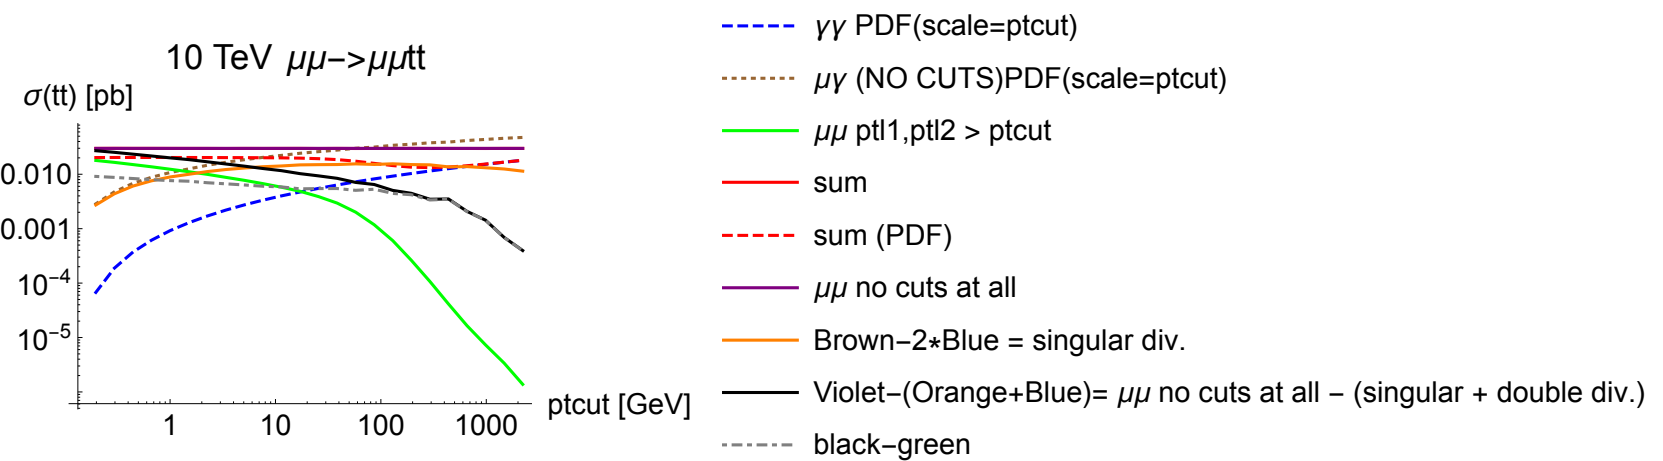 10 TeV μμ−>μμtt
σ(tt) [pb]
0.010
0.001
10−4
10−5
1 10 100 1000
ptcut [GeV]
γγ PDF(scale=ptcut)
μγ (NO CUTS)PDF(scale=ptcut)
μμ ptl1,ptl2 > ptcut
sum
sum (PDF)
μμ no cuts at all
Brown−2*Blue = singular div.
Violet−(Orange+Blue)= μμ no cuts at all − (singular + double div.)
black−green